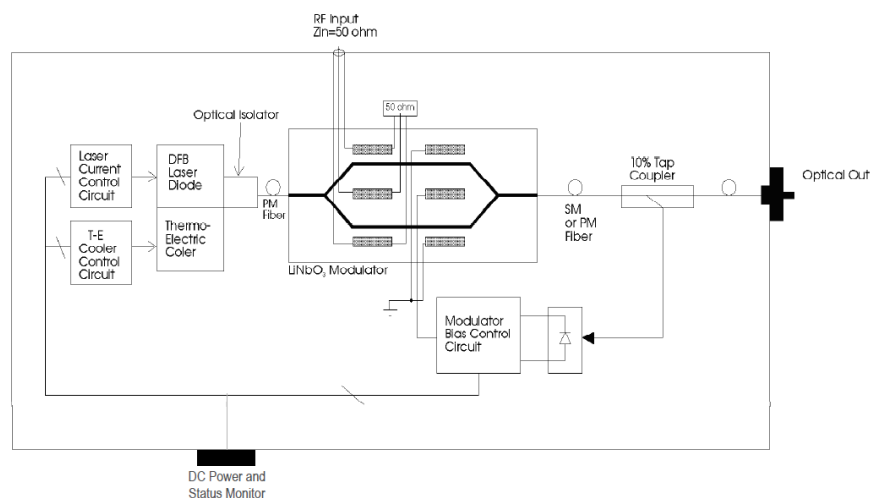 RF Input
Zin=50 ohm
50 ohm
Optical Isolator
Laser
Current
Control
Circuit
DFB
Laser
Diode
PM
Fiber
T-E
Cooler
Control
Circuit
Thermo-
Electric
Coler
LiNbO₃ Modulator
SM
or PM
Fiber
10% Tap
Coupler
Optical Out
Modulator
Bias Control
Circuit
DC Power and
Status Monitor